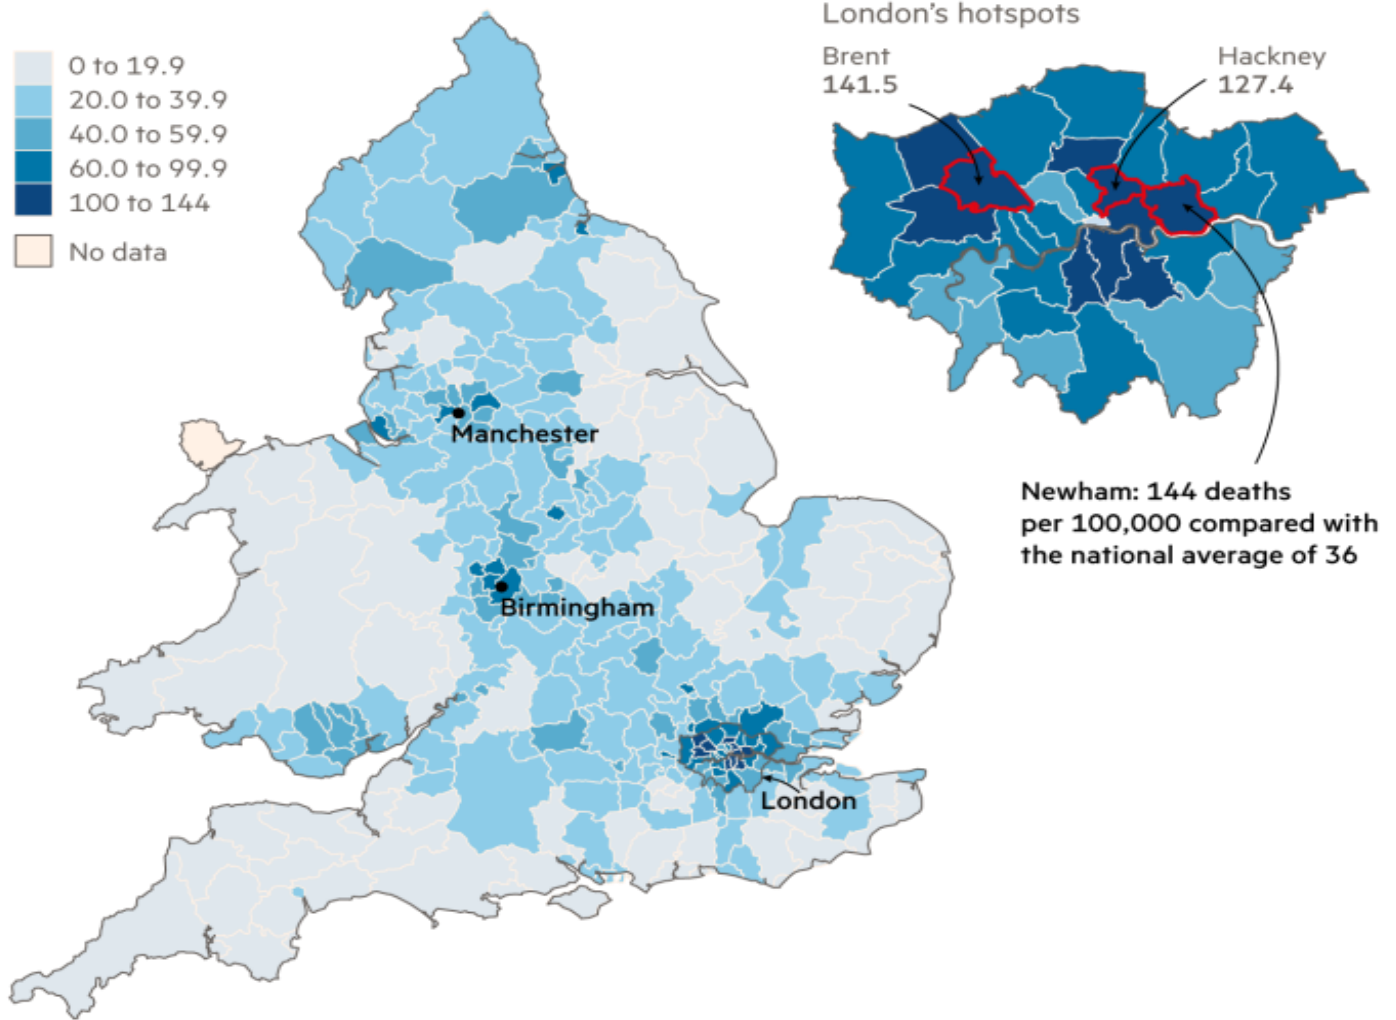 London's hotspots
Brent
141.5
Hackney
127.4
0 to 19.9
20.0 to 39.9
40.0 to 59.9
60.0 to 99.9
100 to 144
No data
Manchester
Birmingham
London
Newham: 144 deaths
per 100,000 compared with
the national average of 36